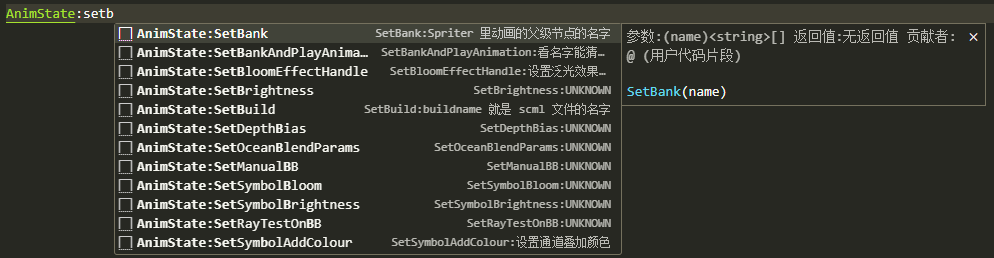 AnimState:setb
AnimState:SetBank SetBank:Spriter 里动画的父级节点的名字
AnimState:SetBankAndPlayAnima… SetBankAndPlayAnimation:看名字能猜…
AnimState:SetBloomEffectHandle SetBloomEffectHandle:设置泛光效果…
AnimState:SetBrightness SetBrightness:UNKNOWN
AnimState:SetBuild SetBuild:buildname 就是 scml 文件的名字
AnimState:SetDepthBias SetDepthBias:UNKNOWN
AnimState:SetOceanBlendParams SetOceanBlendParams:UNKNOWN
AnimState:SetManualBB SetManualBB:UNKNOWN
AnimState:SetSymbolBloom SetSymbolBloom:UNKNOWN
AnimState:SetSymbolBrightness SetSymbolBrightness:UNKNOWN
AnimState:SetRayTestOnBB SetRayTestOnBB:UNKNOWN
AnimState:SetSymbolAddColour SetSymbolAddColour:设置通道叠加颜色
参数:(name)<string>[] 返回值:无返回值 贡献者:
@ (用户代码片段)
SetBank(name)